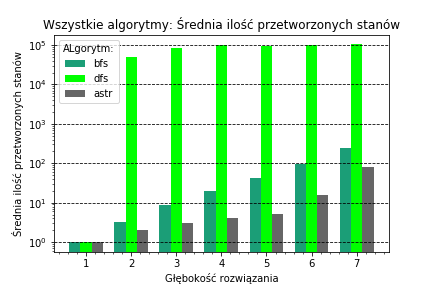 Wszystkie algorytmy: Średnia ilość przetworzonych stanów
Średnia ilość przetworzonych stanów
ALgorytm:
bfs
dfs
astr
10⁵
10⁴
10³
10²
10¹
10⁰
1 2 3 4 5 6 7
Głębokość rozwiązania